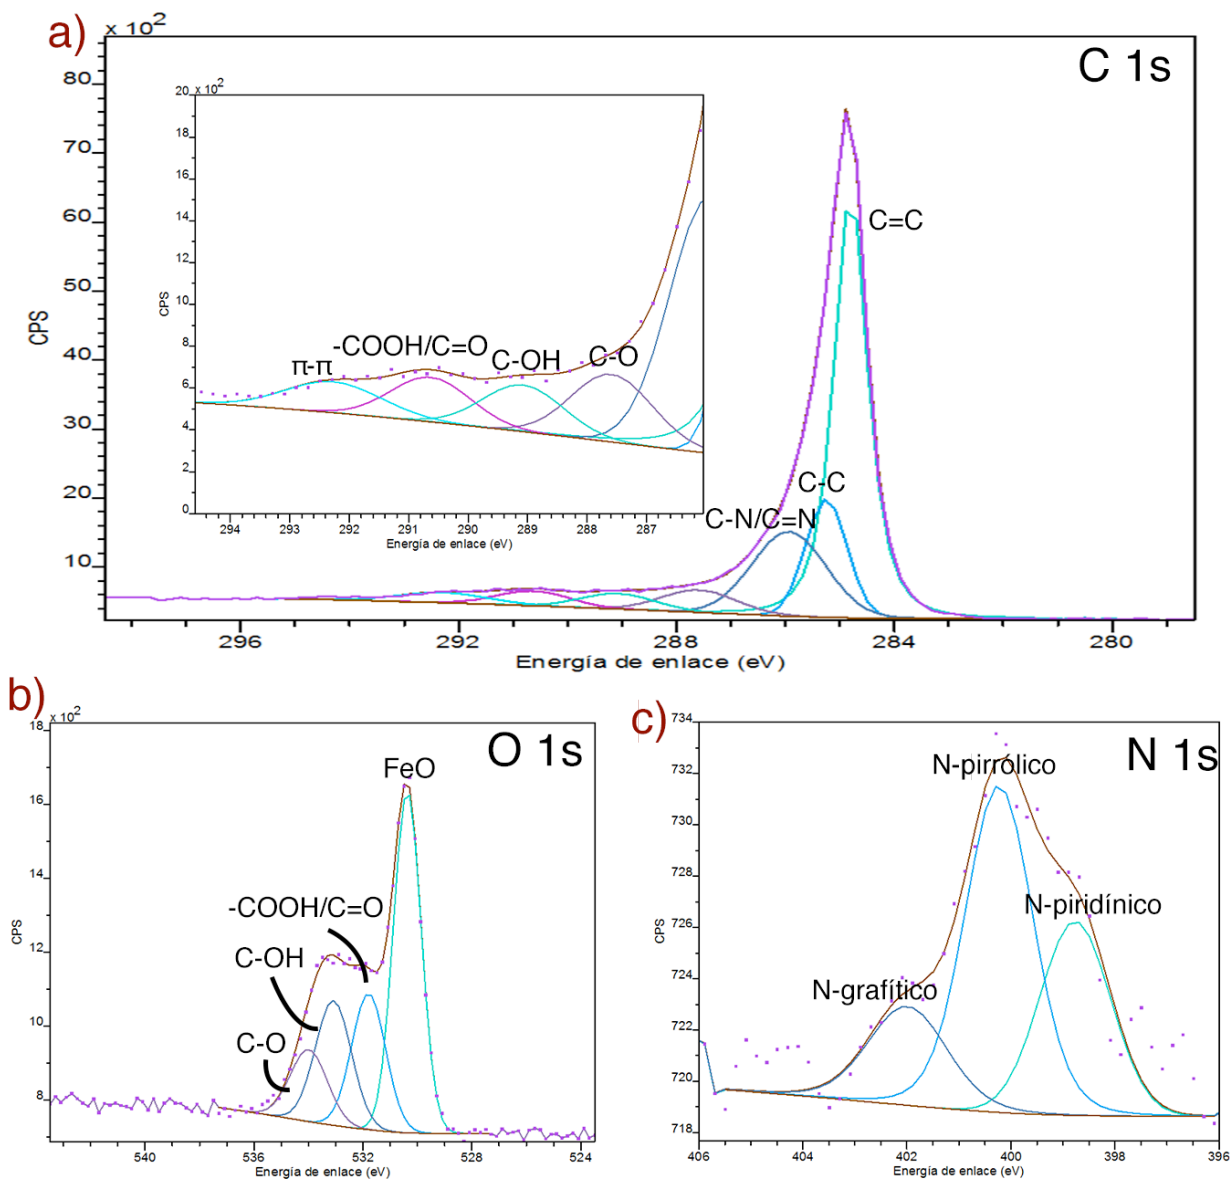 a)
x 10²
C 1s
80
70
60
50
40
30
20
10
CPS
20 x 10²
18
16
14
12
10
8
6
4
2
0
CPS
π-π
-COOH/C=O
C-OH
C-O
294 293 292 291 290 289 288 287
Energía de enlace (eV)
C=C
C-C
C-N/C=N
296 292 288 284 280
Energía de enlace (eV)
b)
18 x 10²
16
14
12
10
8
CPS
O 1s
FeO
-COOH/C=O
C-OH
C-O
540 536 532 528 524
Energía de enlace (eV)
c)
734
732
730
728
726
724
722
720
718
CPS
N 1s
N-pirrólico
N-piridínico
N-grafítico
406 404 402 400 398 396
Energía de enlace (eV)